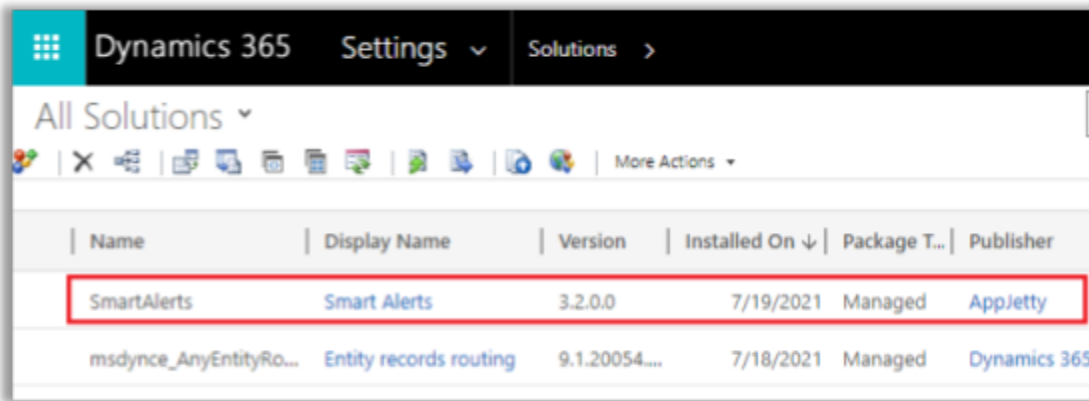 Dynamics 365 Settings Solutions
All Solutions
More Actions
Name Display Name Version Installed On ↓ Package T... Publisher
SmartAlerts Smart Alerts 3.2.0.0 7/19/2021 Managed AppJetty
msdynce_AnyEntityRo... Entity records routing 9.1.20054.... 7/18/2021 Managed Dynamics 365